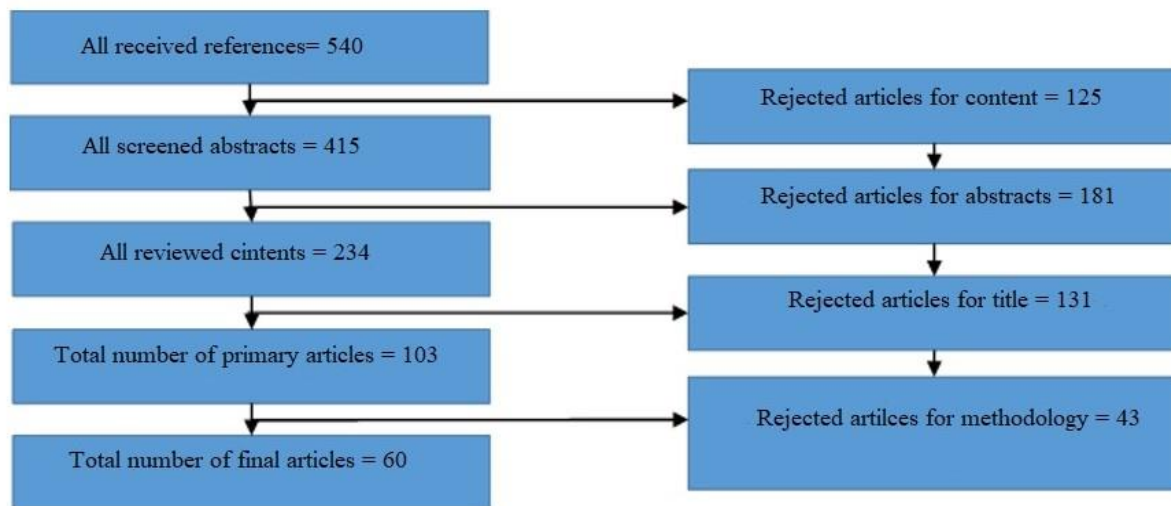 All received references= 540
Rejected articles for content = 125
All screened abstracts = 415
Rejected articles for abstracts = 181
All reviewed cintents = 234
Rejected articles for title = 131
Total number of primary articles = 103
Rejected artilces for methodology = 43
Total number of final articles = 60